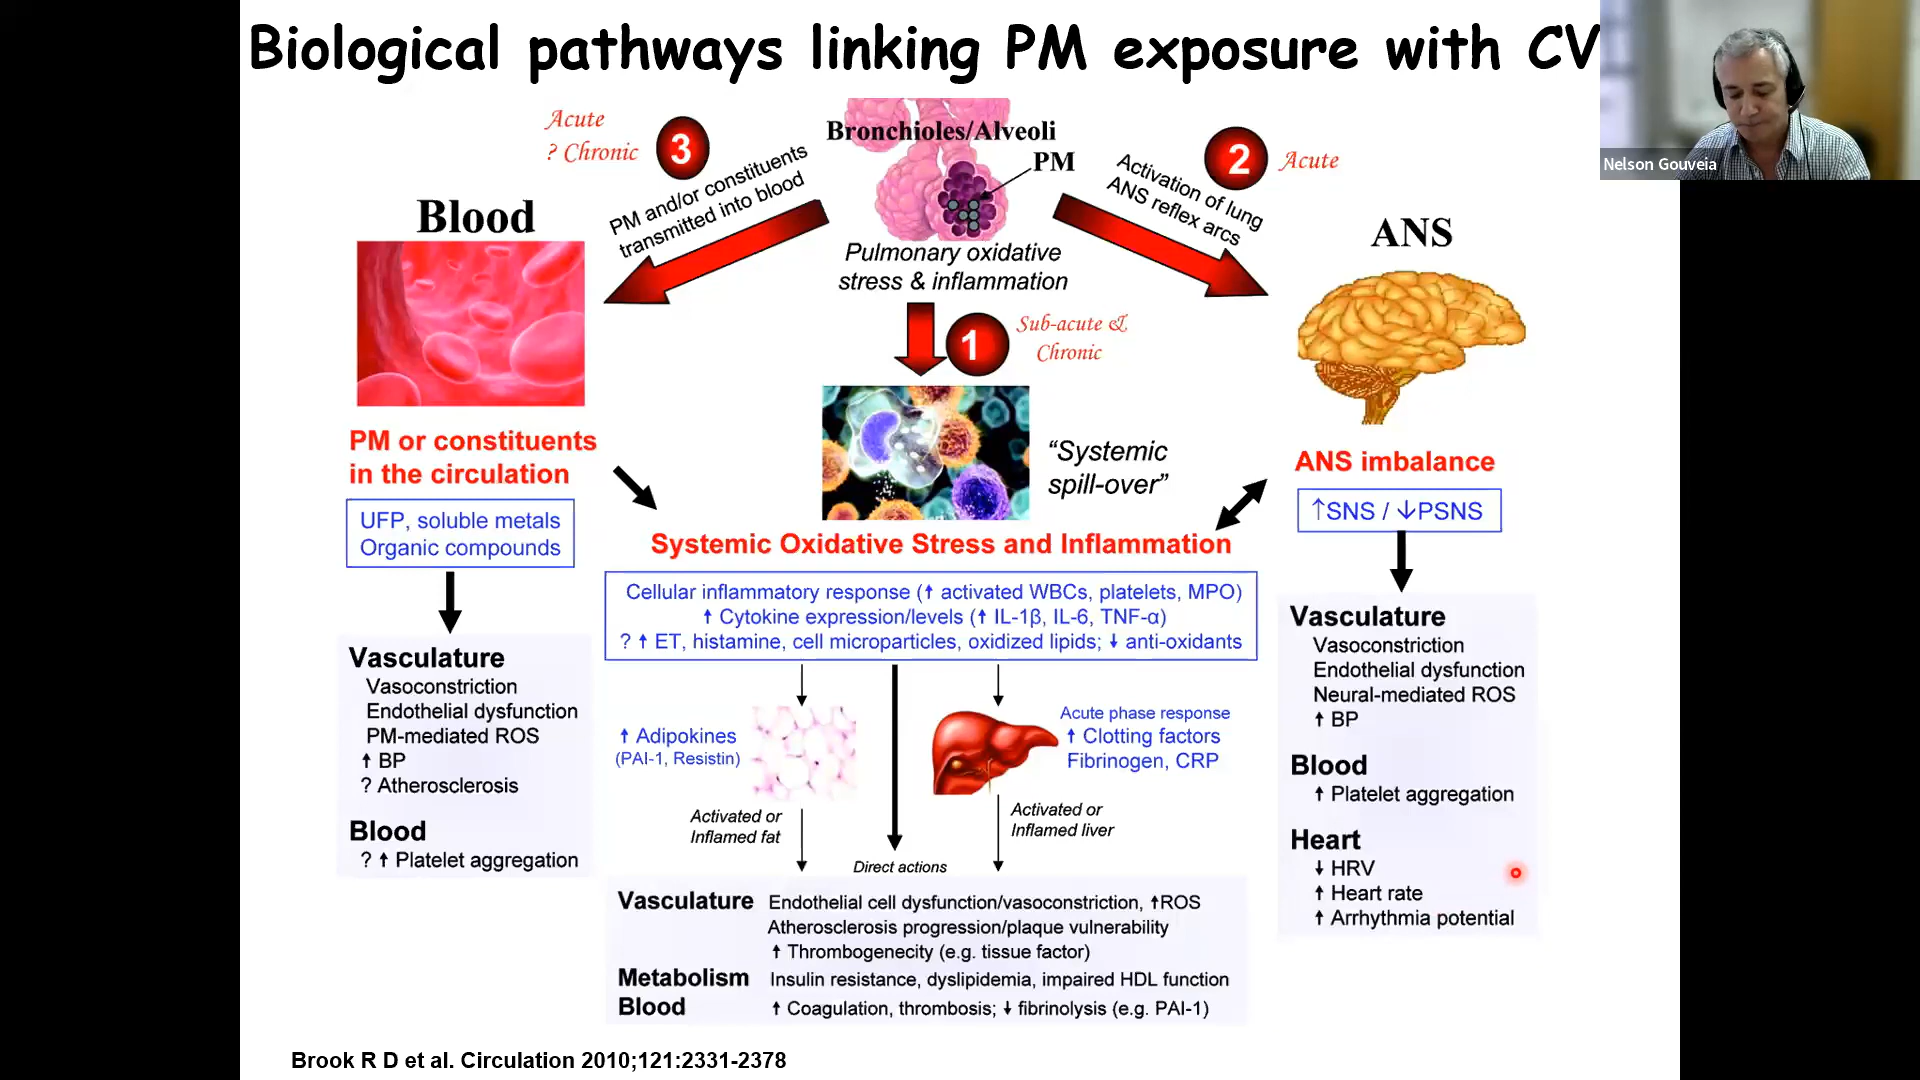 Biological pathways linking PM exposure with CV
Nelson Gouveia
Acute
? Chronic
3
PM and/or constituents
transmitted into blood
Bronchioles/Alveoli
PM
Pulmonary oxidative
stress & inflammation
Activation of lung
ANS reflex arcs
2
Acute
1
Sub-acute &
Chronic
Blood
PM or constituents
in the circulation
UFP, soluble metals
Organic compounds
Vasculature
Vasoconstriction
Endothelial dysfunction
PM-mediated ROS
↑ BP
? Atherosclerosis
Blood
? ↑ Platelet aggregation
“Systemic
spill-over”
Systemic Oxidative Stress and Inflammation
Cellular inflammatory response (↑ activated WBCs, platelets, MPO)
↑ Cytokine expression/levels (↑ IL-1β, IL-6, TNF-α)
? ↑ ET, histamine, cell microparticles, oxidized lipids; ↓ anti-oxidants
↑ Adipokines
(PAI-1, Resistin)
Activated or
Inflamed fat
Acute phase response
↑ Clotting factors
Fibrinogen, CRP
Activated or
Inflamed liver
Direct actions
Vasculature Endothelial cell dysfunction/vasoconstriction, ↑ROS
Atherosclerosis progression/plaque vulnerability
↑ Thrombogenecity (e.g. tissue factor)
Metabolism Insulin resistance, dyslipidemia, impaired HDL function
Blood ↑ Coagulation, thrombosis; ↓ fibrinolysis (e.g. PAI-1)
ANS
ANS imbalance
↑SNS / ↓PSNS
Vasculature
Vasoconstriction
Endothelial dysfunction
Neural-mediated ROS
↑ BP
Blood
↑ Platelet aggregation
Heart
↓ HRV
↑ Heart rate
↑ Arrhythmia potential
Brook R D et al. Circulation 2010;121:2331-2378